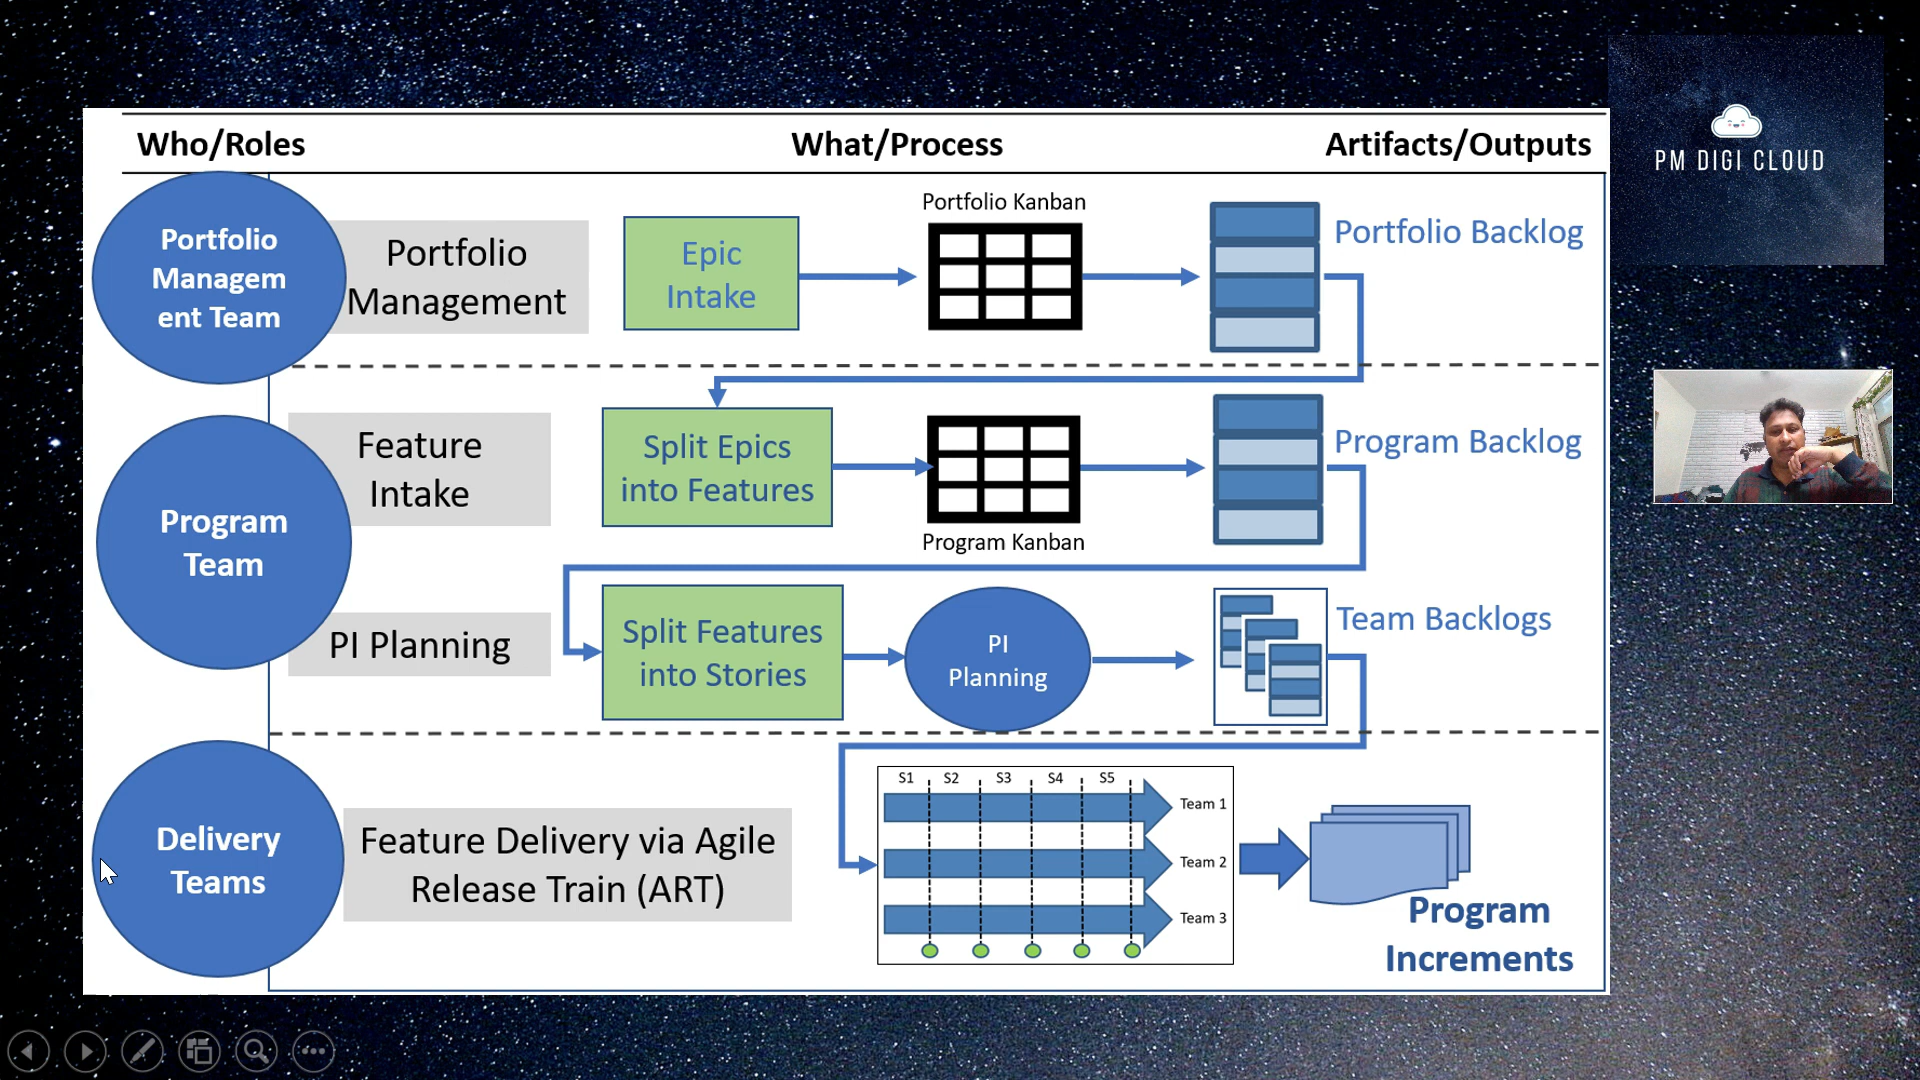 Who/Roles
What/Process
Artifacts/Outputs
PM DIGI CLOUD
Portfolio
Managem
ent Team
Portfolio
Management
Epic
Intake
Portfolio Kanban
Portfolio Backlog
Program
Team
Feature
Intake
Split Epics
into Features
Program Kanban
Program Backlog
PI Planning
Split Features
into Stories
PI
Planning
Team Backlogs
Delivery
Teams
Feature Delivery via Agile
Release Train (ART)
S1 S2 S3 S4 S5
Team 1
Team 2
Team 3
Program
Increments